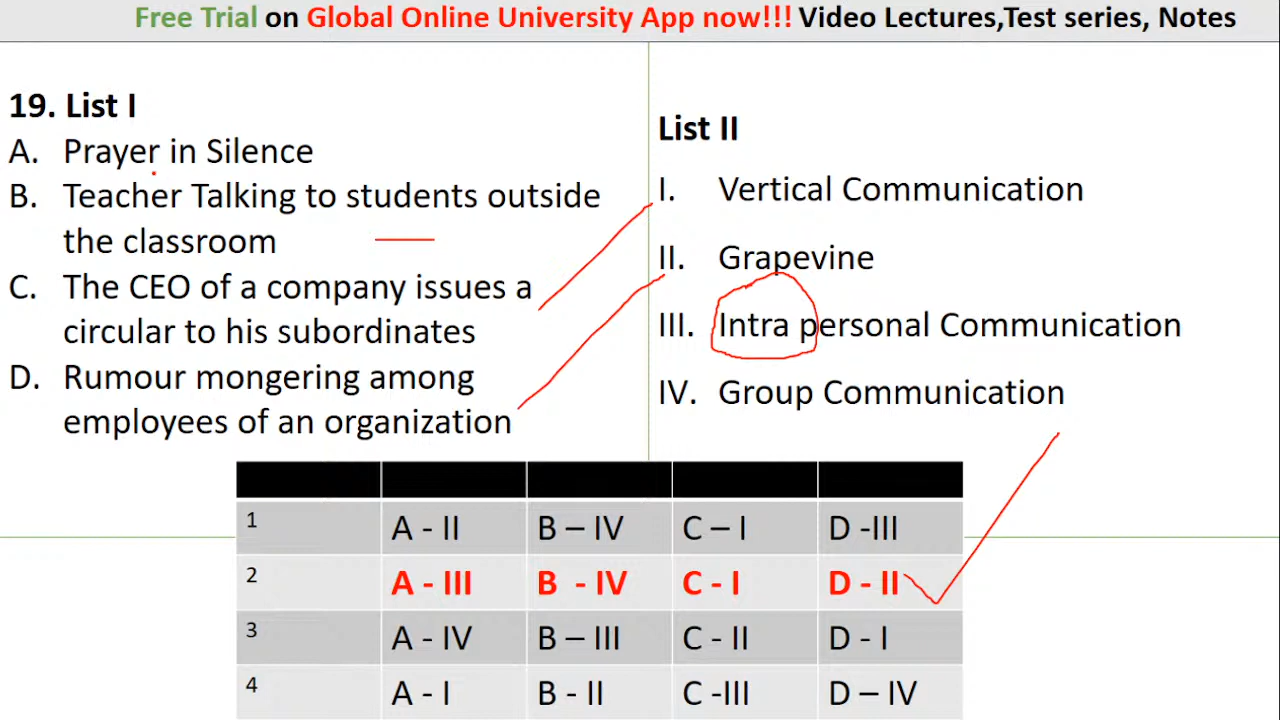 Free Trial on Global Online University App now!!! Video Lectures,Test series, Notes
19. List I
A. Prayer in Silence
B. Teacher Talking to students outside
the classroom
C. The CEO of a company issues a
circular to his subordinates
D. Rumour mongering among
employees of an organization
List II
I. Vertical Communication
II. Grapevine
III. Intra personal Communication
IV. Group Communication
1 A - II B – IV C – I D -III
2 A - III B - IV C - I D - II
3 A - IV B – III C - II D - I
4 A - I B - II C -III D – IV